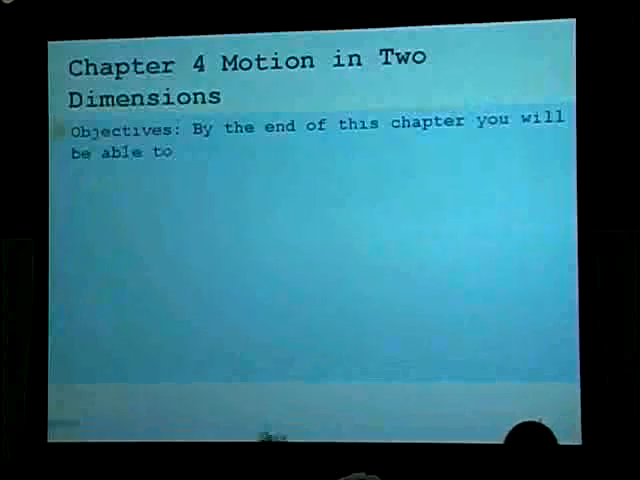 Chapter 4 Motion in Two
Dimensions
Objectives: By the end of this chapter you will
be able to